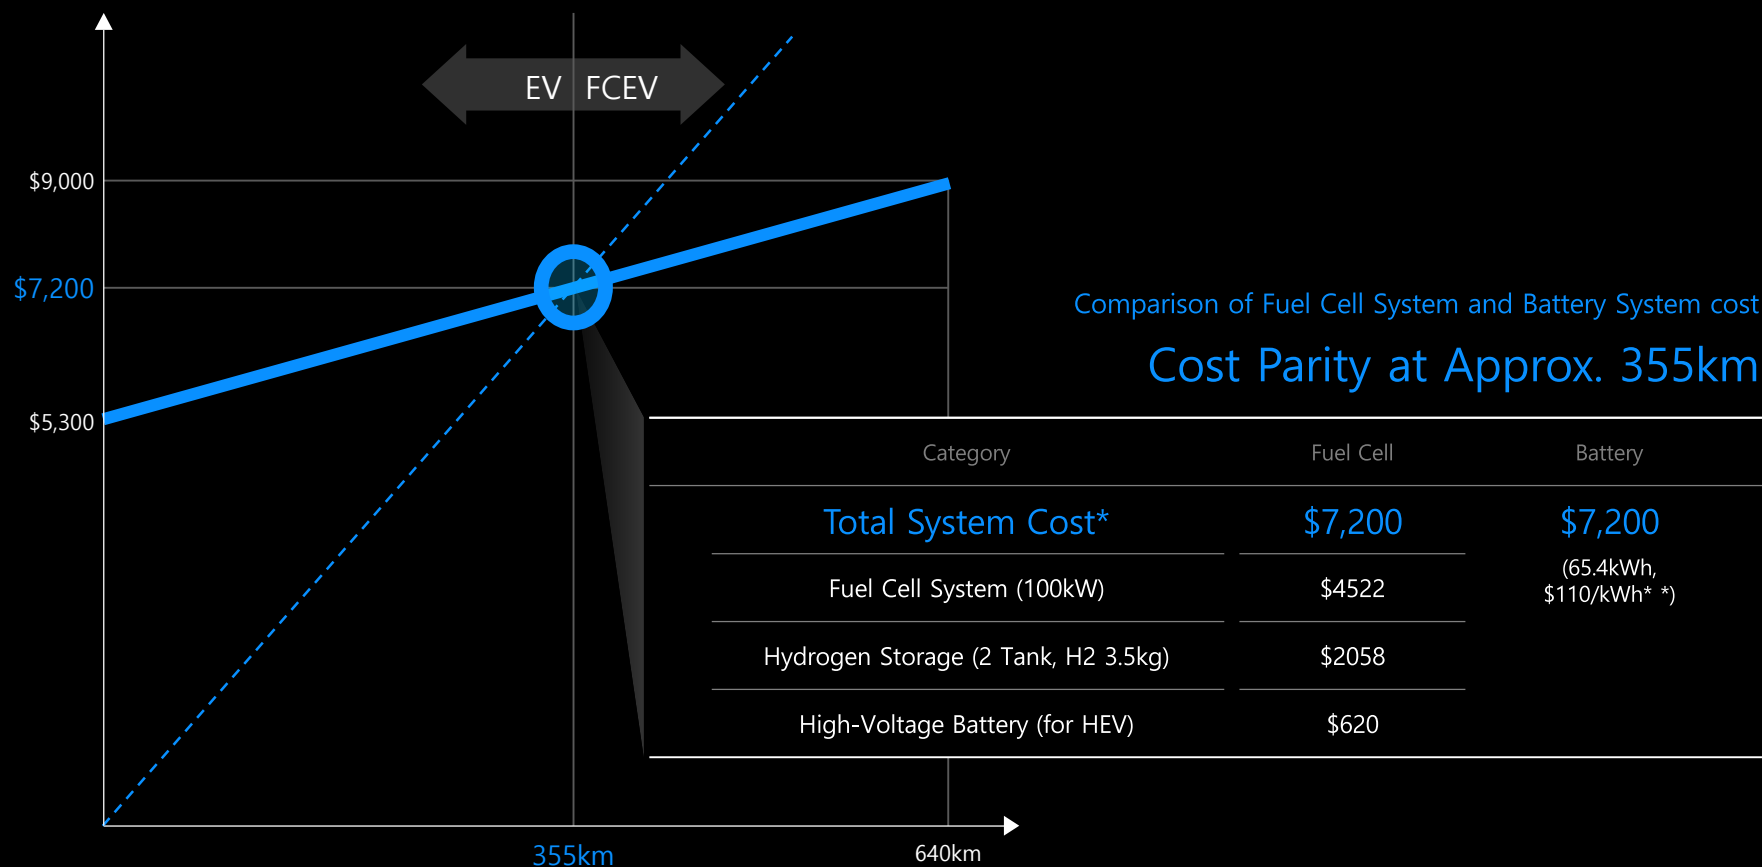 EV FCEV
$9,000
$7,200
$5,300
355km
640km
Comparison of Fuel Cell System and Battery System cost
Cost Parity at Approx. 355km
Category Fuel Cell Battery
Total System Cost* $7,200 $7,200
(65.4kWh,
$110/kWh* *)
Fuel Cell System (100kW) $4522
Hydrogen Storage (2 Tank, H2 3.5kg) $2058
High-Voltage Battery (for HEV) $620